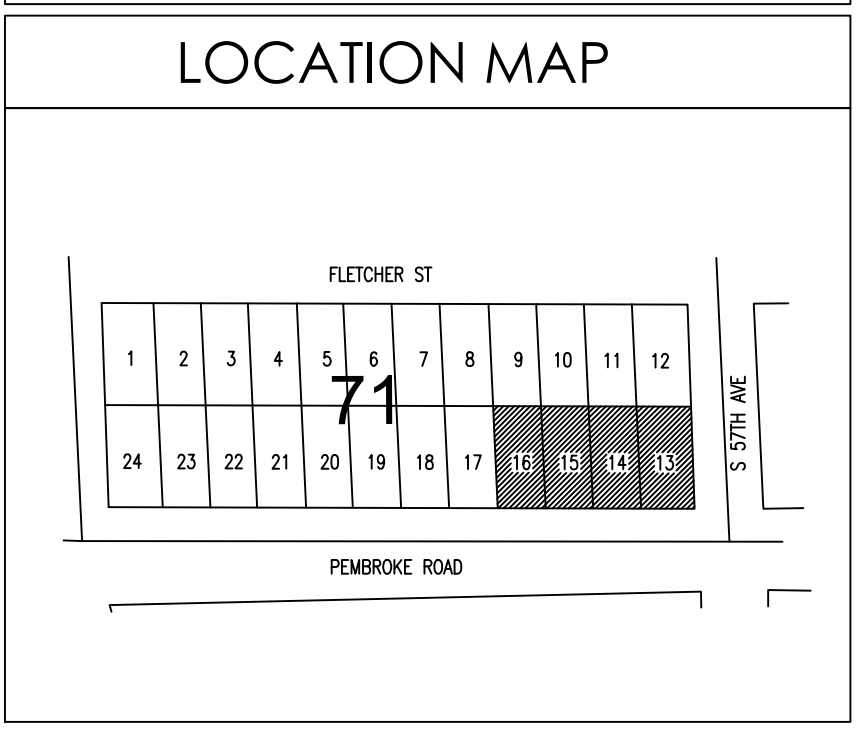 LOCATION MAP
FLETCHER ST
1 2 3 4 5 6 7 8 9 10 11 12
71
S 57TH AVE
24 23 22 21 20 19 18 17 16 15 14 13
PEMBROKE ROAD